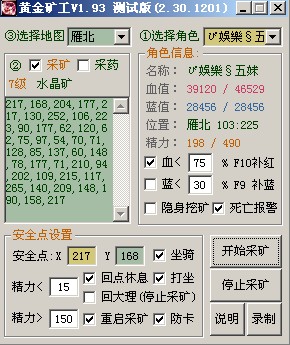 黄金矿工V1.93 测试版(2.30.1201)
③选择地图 雁北
①选择角色 ぴ娱樂§五
② 采矿 采药
7级 水晶矿
217,168,204,177,2
17,130,252,106,22
3,90,177,62,120,6
2,75,97,54,70,71
,128,85,137,60,148
,78,177,71,210,94
,202,109,215,117,
265,140,209,148,1
90,158,217
角色信息:
名称: ぴ娱樂§五妹
血值: 39120 / 46529
蓝值: 28456 / 28456
位置: 雁北 103:225
精力: 198 / 490
血< 75 % F10补红
蓝< 30 % F9 补蓝
隐身挖矿 死亡报警
安全点设置
安全点:X 217 Y 168 坐骑
精力< 15 回点休息 打坐
回大理(停止采矿)
精力> 150 重启采矿 防卡
开始采矿
停止采矿
说明 录制